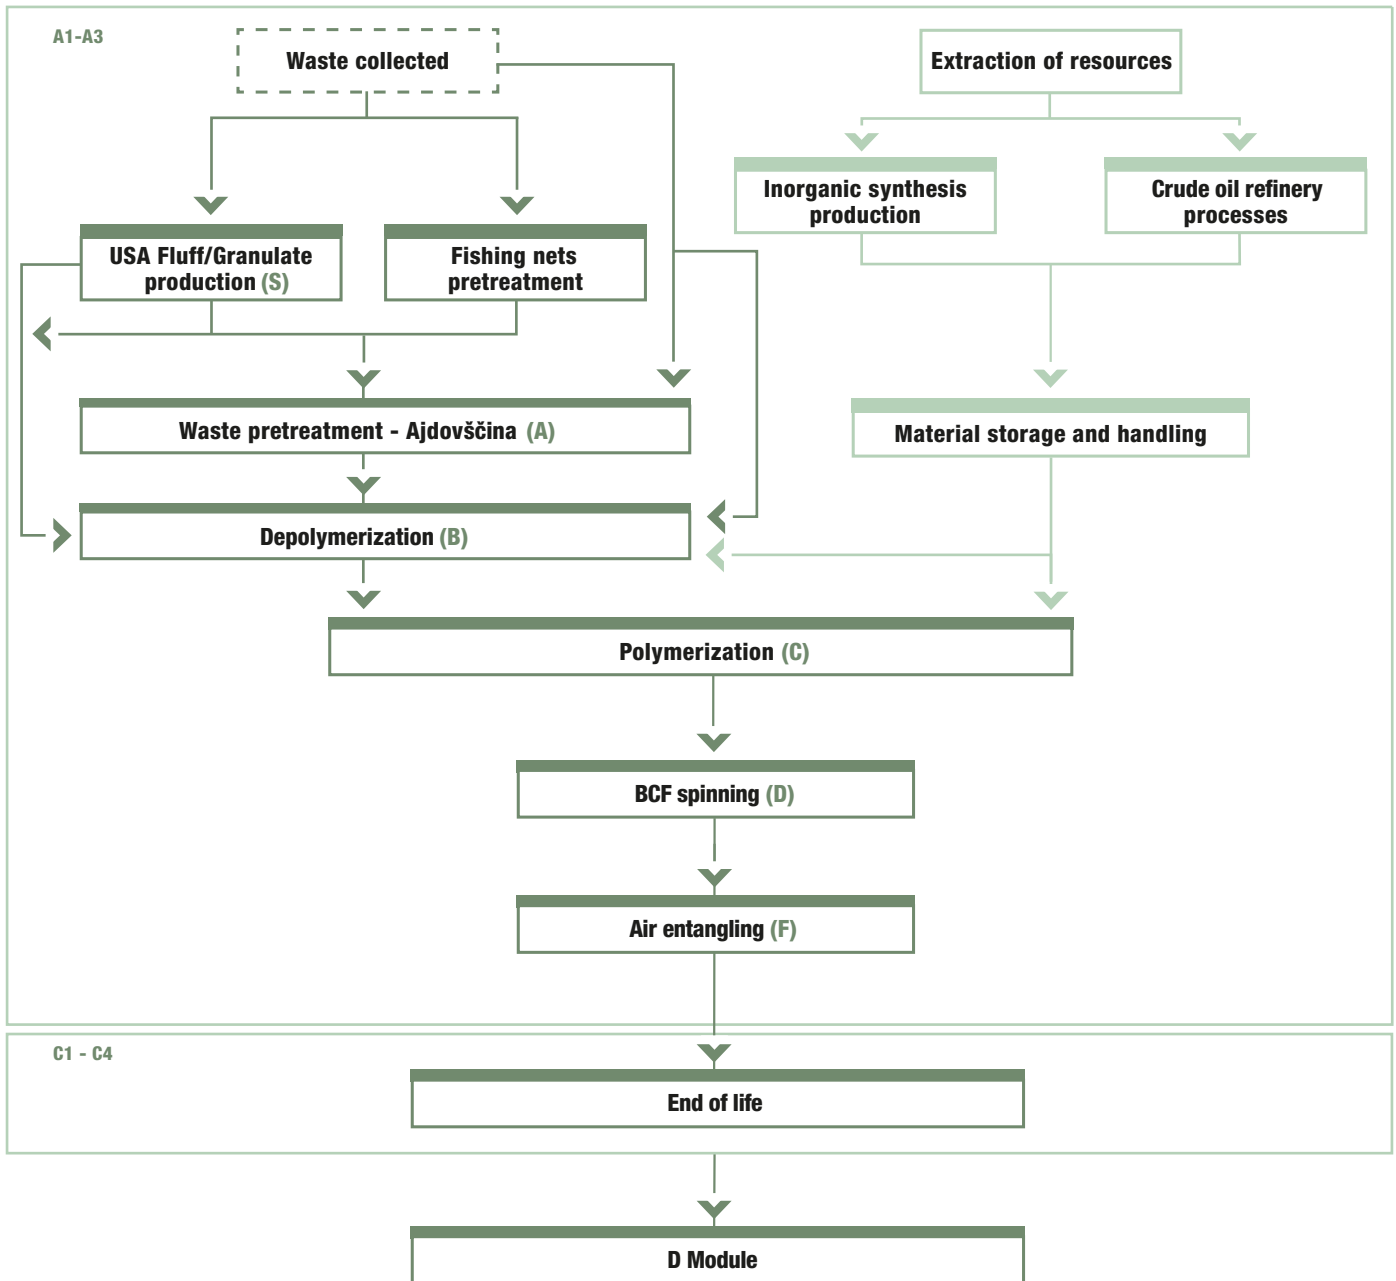 A1-A3
Waste collected
Extraction of resources
Inorganic synthesis
production
Crude oil refinery
processes
USA Fluff/Granulate
production (S)
Fishing nets
pretreatment
Waste pretreatment - Ajdovščina (A)
Material storage and handling
Depolymerization (B)
Polymerization (C)
BCF spinning (D)
Air entangling (F)
C1 - C4
End of life
D Module